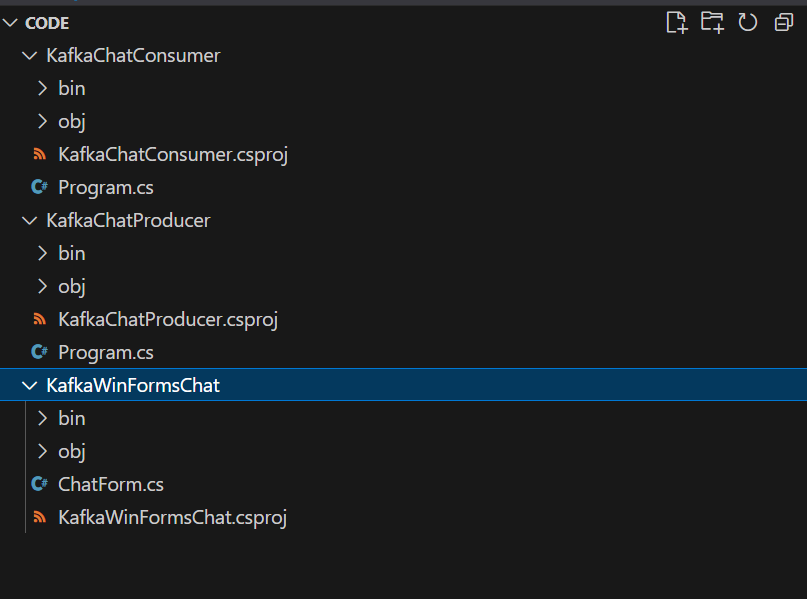 CODE
KafkaChatConsumer
bin
obj
KafkaChatConsumer.csproj
C# Program.cs
KafkaChatProducer
bin
obj
KafkaChatProducer.csproj
C# Program.cs
KafkaWinFormsChat
bin
obj
C# ChatForm.cs
KafkaWinFormsChat.csproj